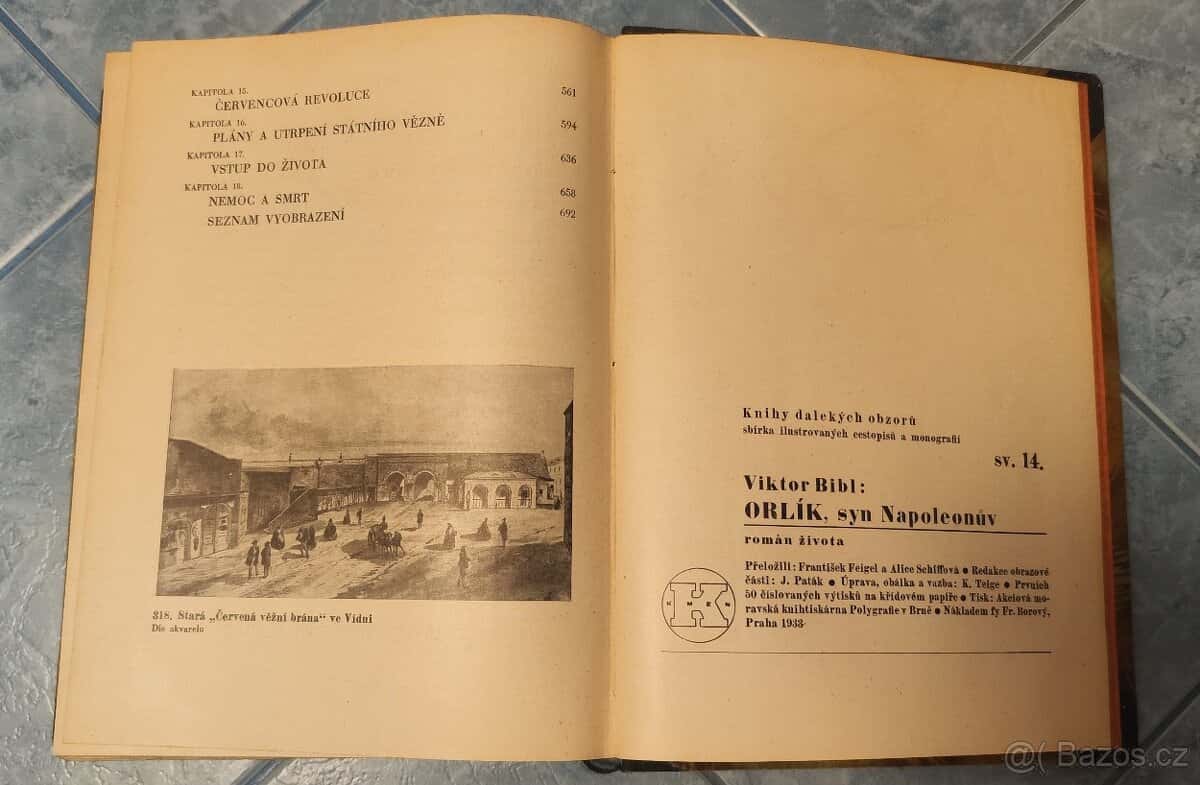 KAPITOLA 15.
ČERVENCOVÁ REVOLUCE 561
KAPITOLA 16.
PLÁNY A UTRPENÍ STÁTNÍHO VĚZNĚ 594
KAPITOLA 17.
VSTUP DO ŽIVOTA 636
KAPITOLA 18.
NEMOC A SMRT 658
SEZNAM VYOBRAZENÍ 692
318. Stará „Červená věžní brána“ ve Vídni
Dle akvarelo
Knihy dalekých obzorů
sbírka ilustrovaných cestopisů a monografií
sv. 14.
Viktor Bibl:
ORLÍK, syn Napoleonův
román života
Přeložili: František Feigel a Alice Schiffová ● Redakce obrazové
části: J. Paták ● Úprava, obálka a vazba: K. Teige ● Prvních
50 číslovaných výtisků na křídovém papíře ● Tisk: Akciová mo-
ravská knihtiskárna Polygrafie v Brně ● Nákladem fy Fr. Borový,
Praha 1933
KMEN
@( Bazos.cz